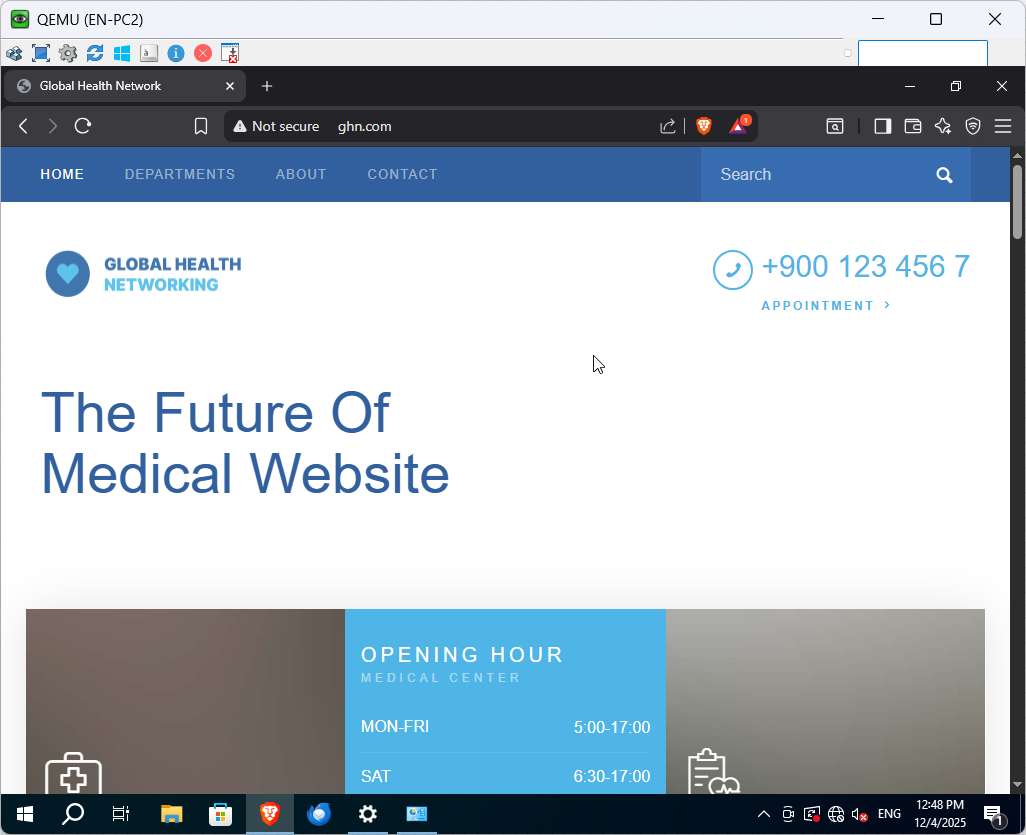 QEMU (EN-PC2)
Global Health Network
Not secure ghn.com
1
HOME DEPARTMENTS ABOUT CONTACT Search
GLOBAL HEALTH
NETWORKING
+900 123 456 7
APPOINTMENT
The Future Of
Medical Website
OPENING HOUR
MEDICAL CENTER
MON-FRI 5:00-17:00
SAT 6:30-17:00
ENG
12:48 PM
12/4/2025
1